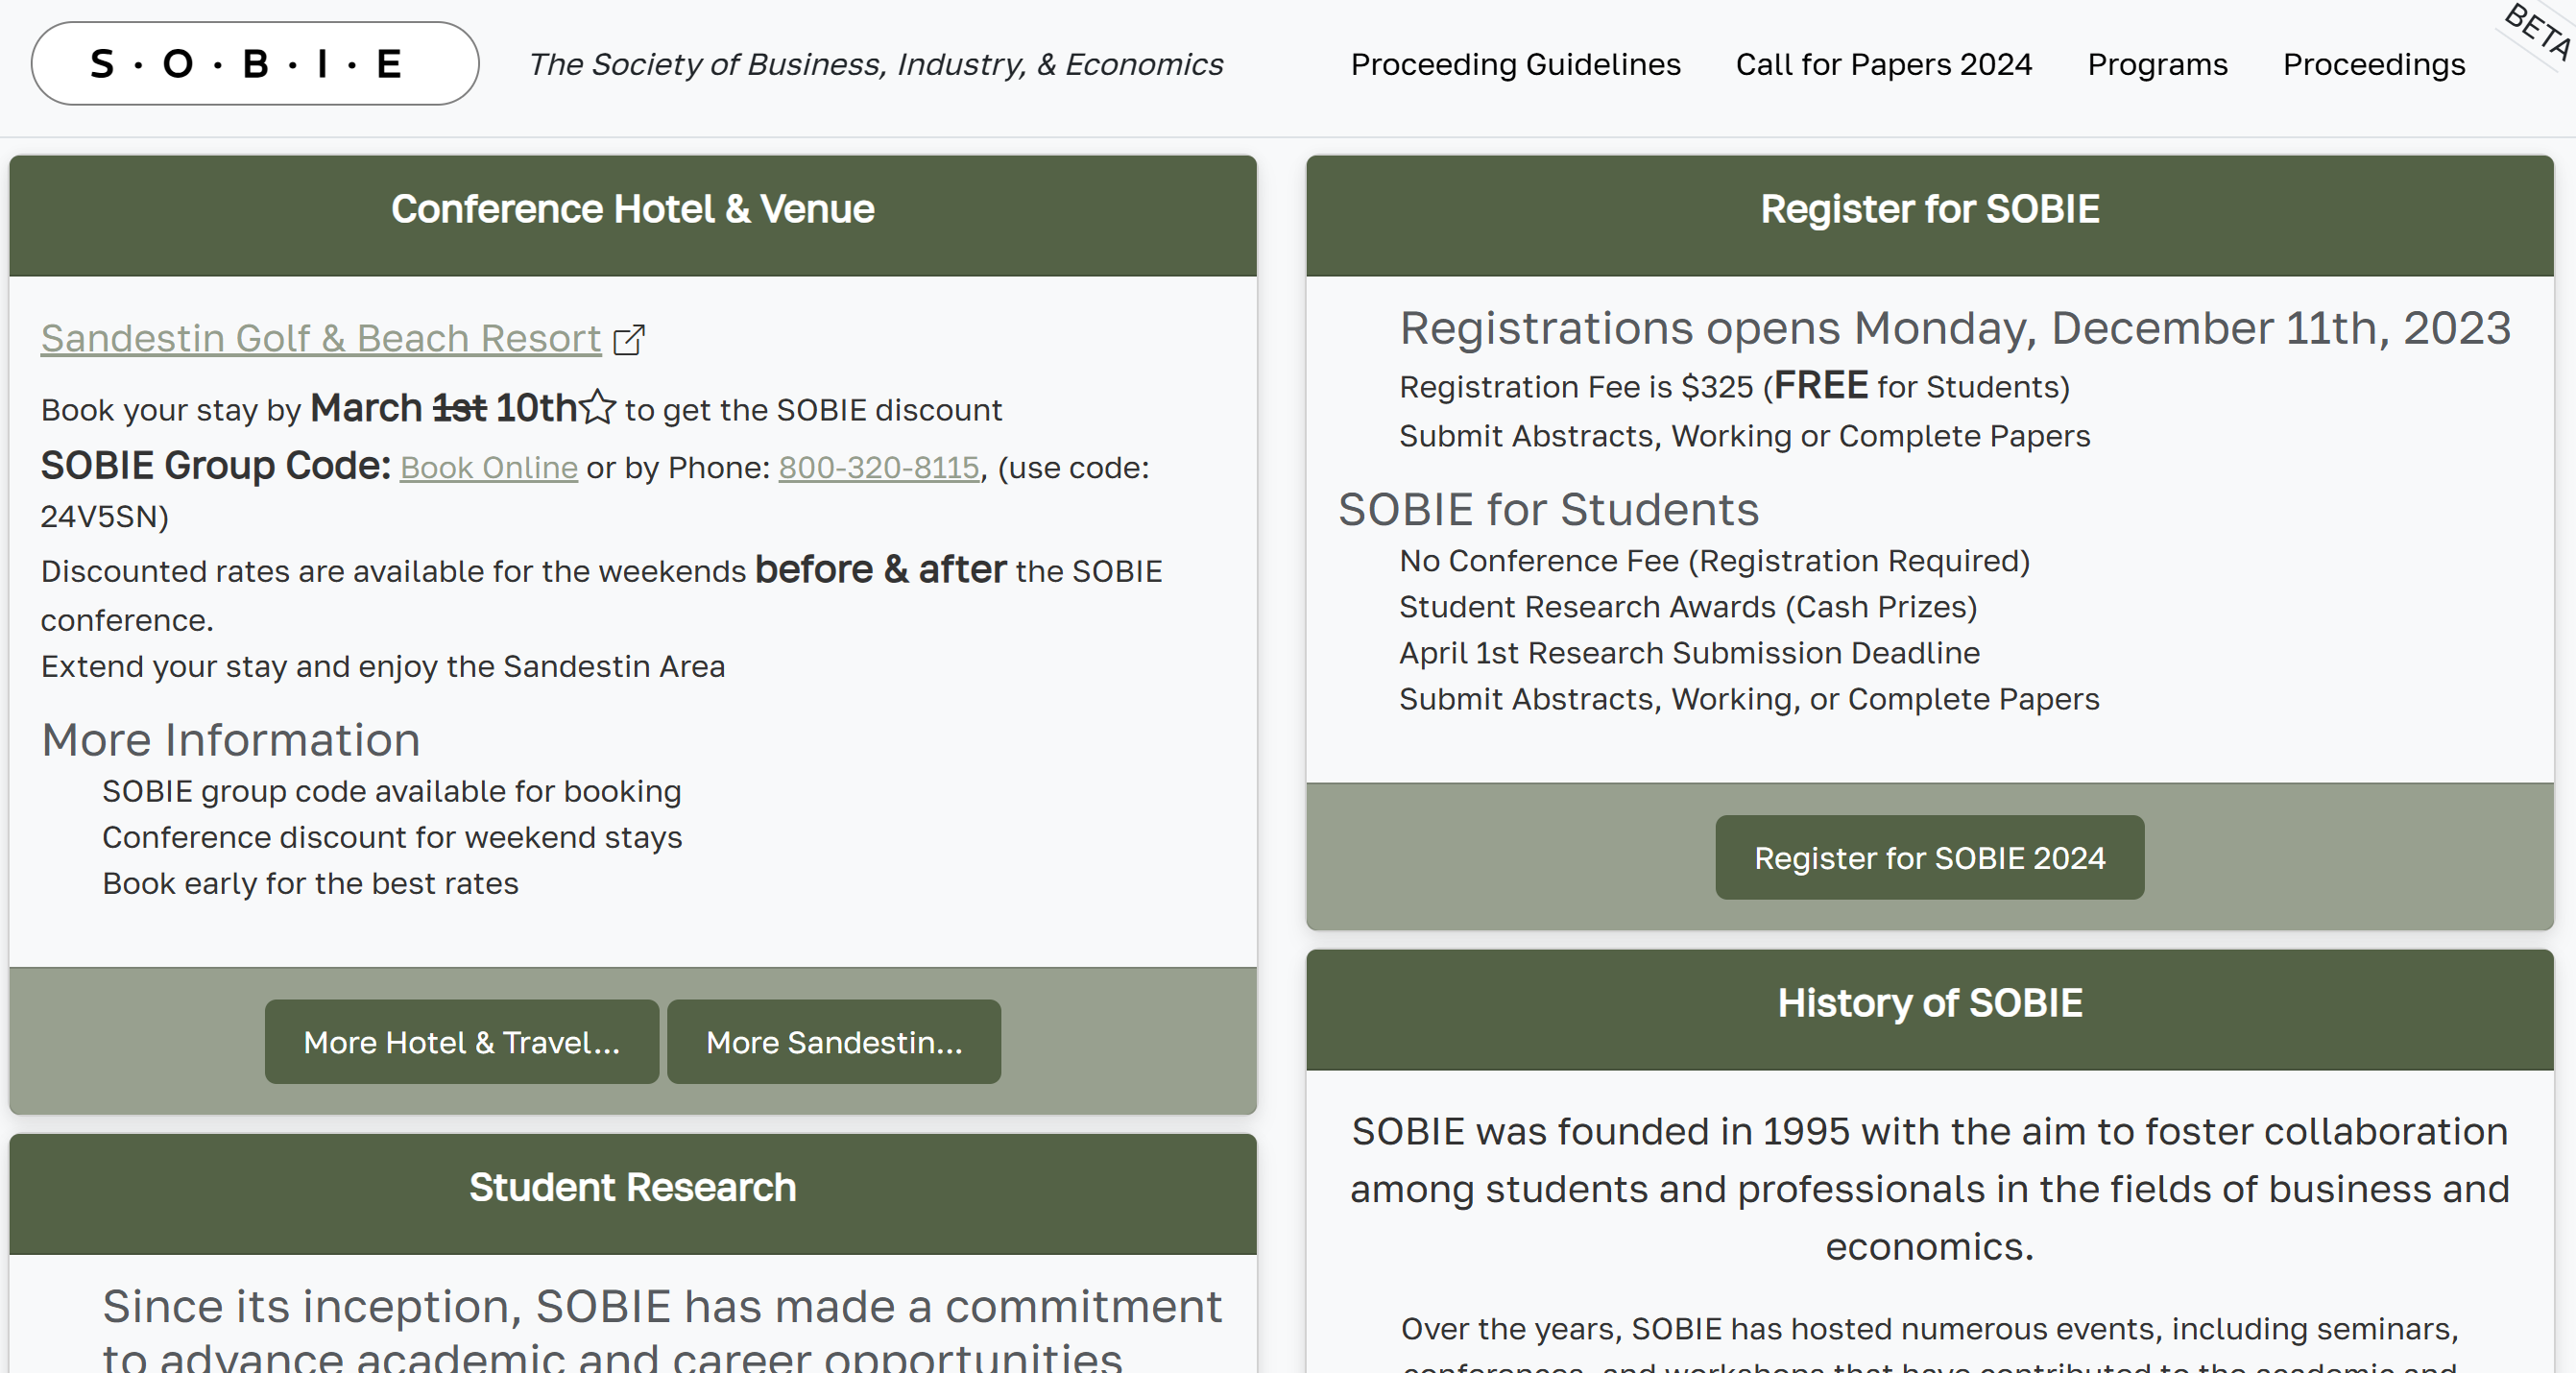 S · O · B · I · E
The Society of Business, Industry, & Economics
Proceeding Guidelines
Call for Papers 2024
Programs
Proceedings
BETA
Conference Hotel & Venue
Sandestin Golf & Beach Resort
Book your stay by March 1st 10th☆ to get the SOBIE discount
SOBIE Group Code: Book Online or by Phone: 800-320-8115, (use code:
24V5SN)
Discounted rates are available for the weekends before & after the SOBIE
conference.
Extend your stay and enjoy the Sandestin Area
More Information
SOBIE group code available for booking
Conference discount for weekend stays
Book early for the best rates
More Hotel & Travel...
More Sandestin...
Student Research
Since its inception, SOBIE has made a commitment
to advance academic and career opportunities
Register for SOBIE
Registrations opens Monday, December 11th, 2023
Registration Fee is $325 (FREE for Students)
Submit Abstracts, Working or Complete Papers
SOBIE for Students
No Conference Fee (Registration Required)
Student Research Awards (Cash Prizes)
April 1st Research Submission Deadline
Submit Abstracts, Working, or Complete Papers
Register for SOBIE 2024
History of SOBIE
SOBIE was founded in 1995 with the aim to foster collaboration
among students and professionals in the fields of business and
economics.
Over the years, SOBIE has hosted numerous events, including seminars,
conferences, and workshops that have contributed to the academic and